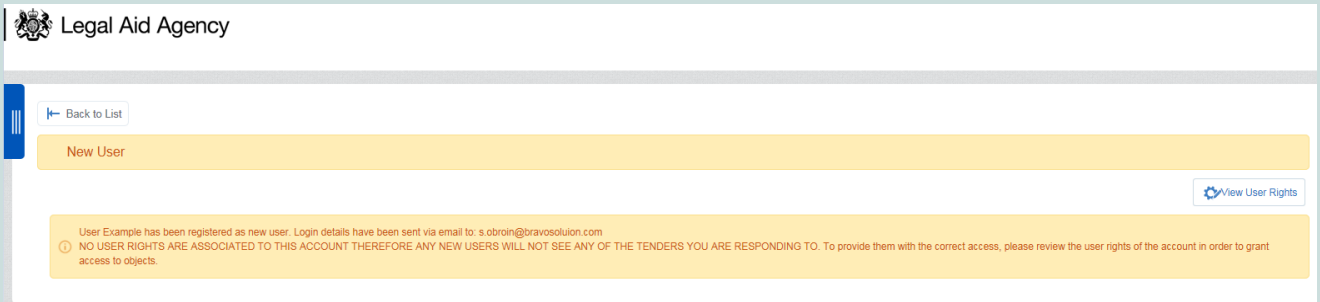 Legal Aid Agency
Back to List
New User
View User Rights
User Example has been registered as new user. Login details have been sent via email to: s.obroin@bravosoluion.com
NO USER RIGHTS ARE ASSOCIATED TO THIS ACCOUNT THEREFORE ANY NEW USERS WILL NOT SEE ANY OF THE TENDERS YOU ARE RESPONDING TO. To provide them with the correct access, please review the user rights of the account in order to grant
access to objects.